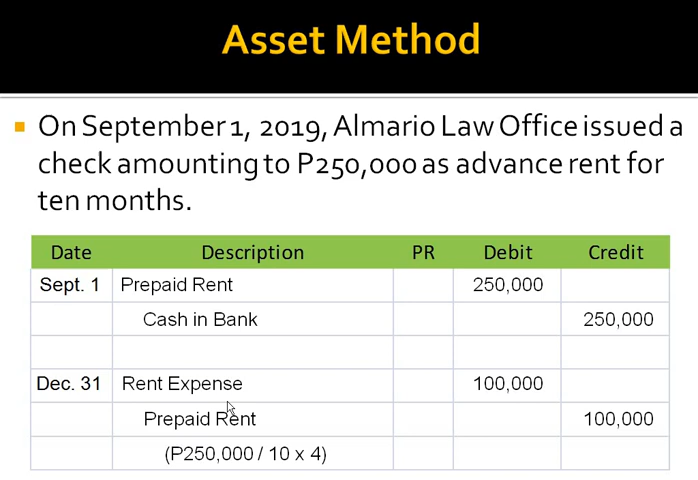 Asset Method
On September 1, 2019, Almario Law Office issued a
check amounting to P250,000 as advance rent for
ten months.
Date Description PR Debit Credit
Sept. 1 Prepaid Rent 250,000
Cash in Bank 250,000
Dec. 31 Rent Expense 100,000
Prepaid Rent 100,000
(P250,000 / 10 x 4)